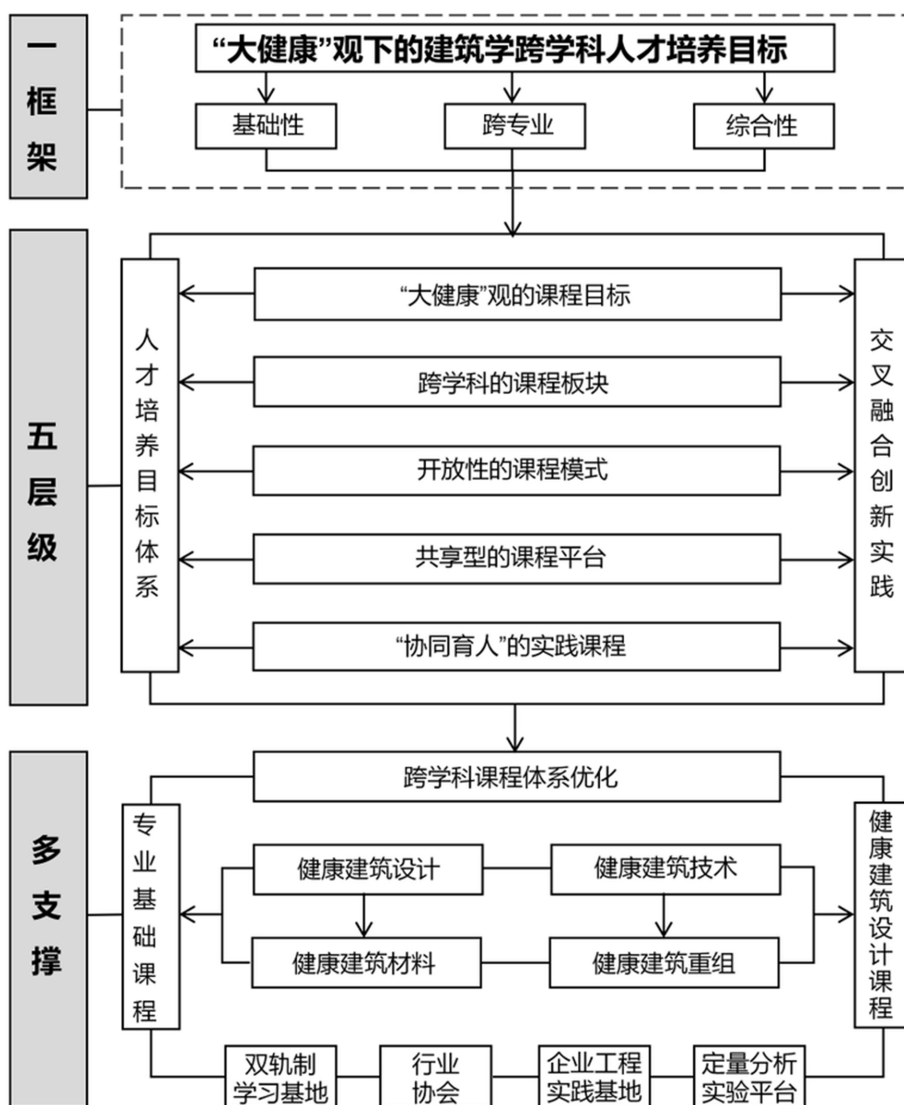 一框架
“大健康”观下的建筑学跨学科人才培养目标
基础性
跨专业
综合性
五层级
人才培养目标体系
“大健康”观的课程目标
跨学科的课程板块
开放性的课程模式
共享型的课程平台
“协同育人”的实践课程
交叉融合创新实践
多支撑
跨学科课程体系优化
专业基础课程
健康建筑设计
健康建筑技术
健康建筑材料
健康建筑重组
健康建筑设计课程
双轨制
学习基地
行业
协会
企业工程
实践基地
定量分析
实验平台